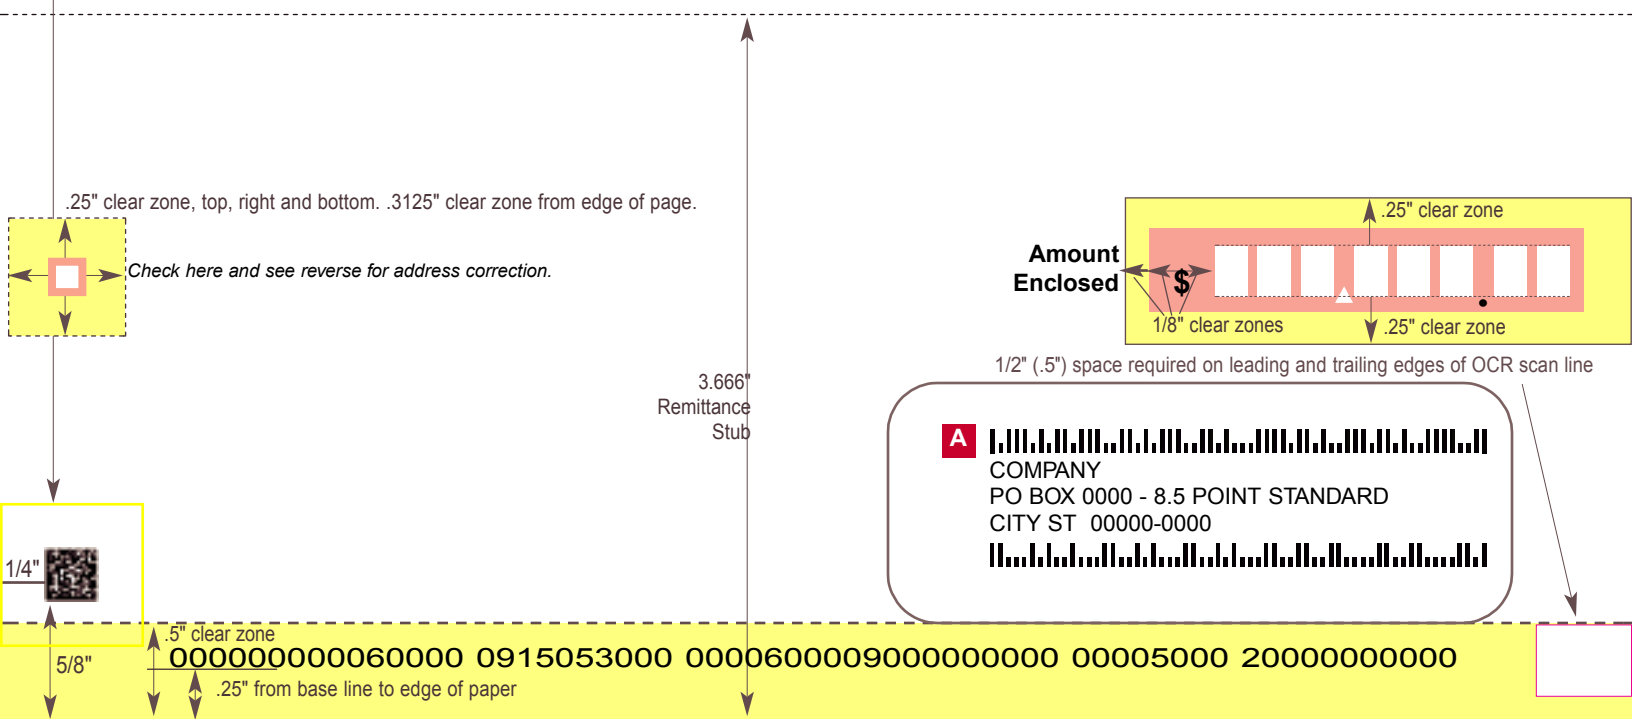 .25" clear zone, top, right and bottom. .3125" clear zone from edge of page.
.25" clear zone
Check here and see reverse for address correction.
Amount
Enclosed
$
1/8" clear zones
.25" clear zone
1/2" (.5") space required on leading and trailing edges of OCR scan line
3.666"
Remittance
Stub
A
COMPANY
PO BOX 0000 - 8.5 POINT STANDARD
CITY ST  00000-0000
1/4"
.5" clear zone
000000000060000 0915053000 0000600009000000000 00005000 20000000000
5/8"
.25" from base line to edge of paper